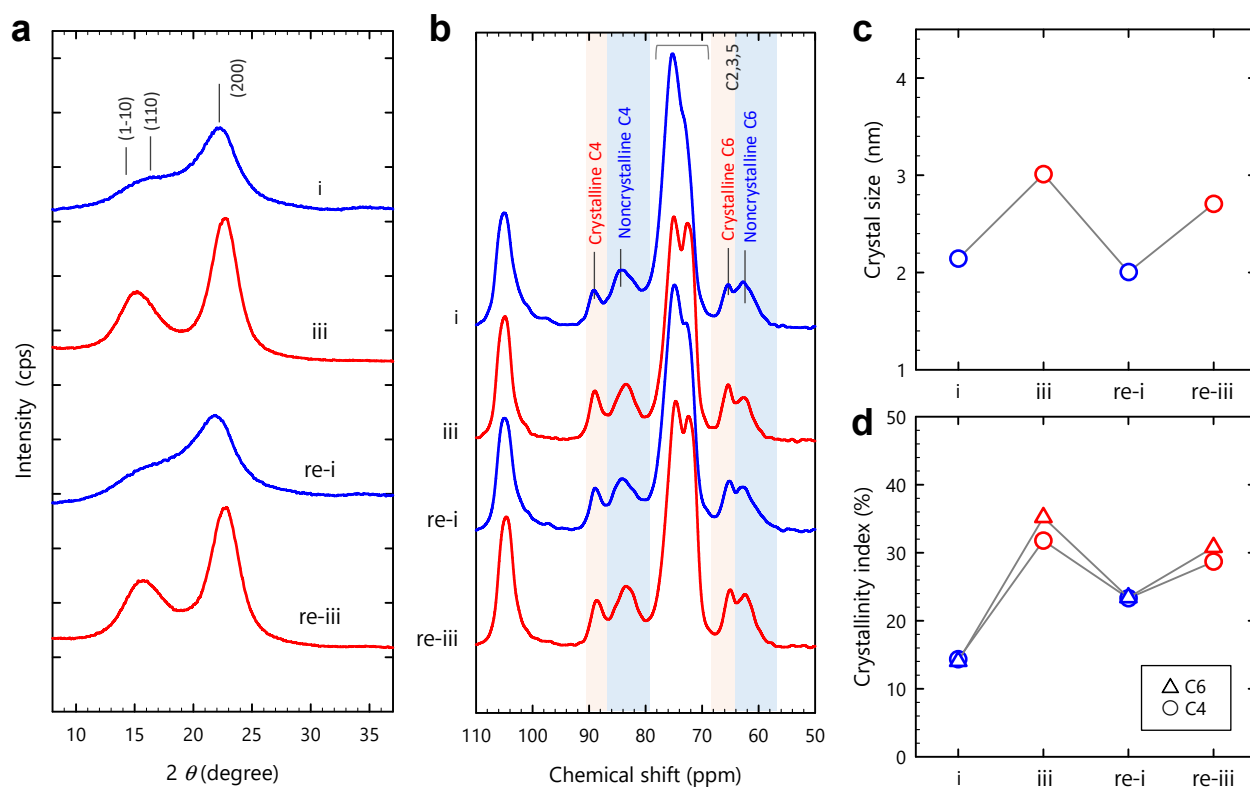 a
Intensity (cps)
(1-10)
(110)
(200)
i
iii
re-i
re-iii
10
15
20
25
30
35
2 θ (degree)
b
Crystalline C4
Noncrystalline C4
C2,3,5
Crystalline C6
Noncrystalline C6
i
iii
re-i
re-iii
110
100
90
80
70
60
50
Chemical shift (ppm)
c
Crystal size (nm)
4
3
2
1
i
iii
re-i
re-iii
d
Crystallinity index (%)
50
40
30
20
10
0
C6
C4
i
iii
re-i
re-iii